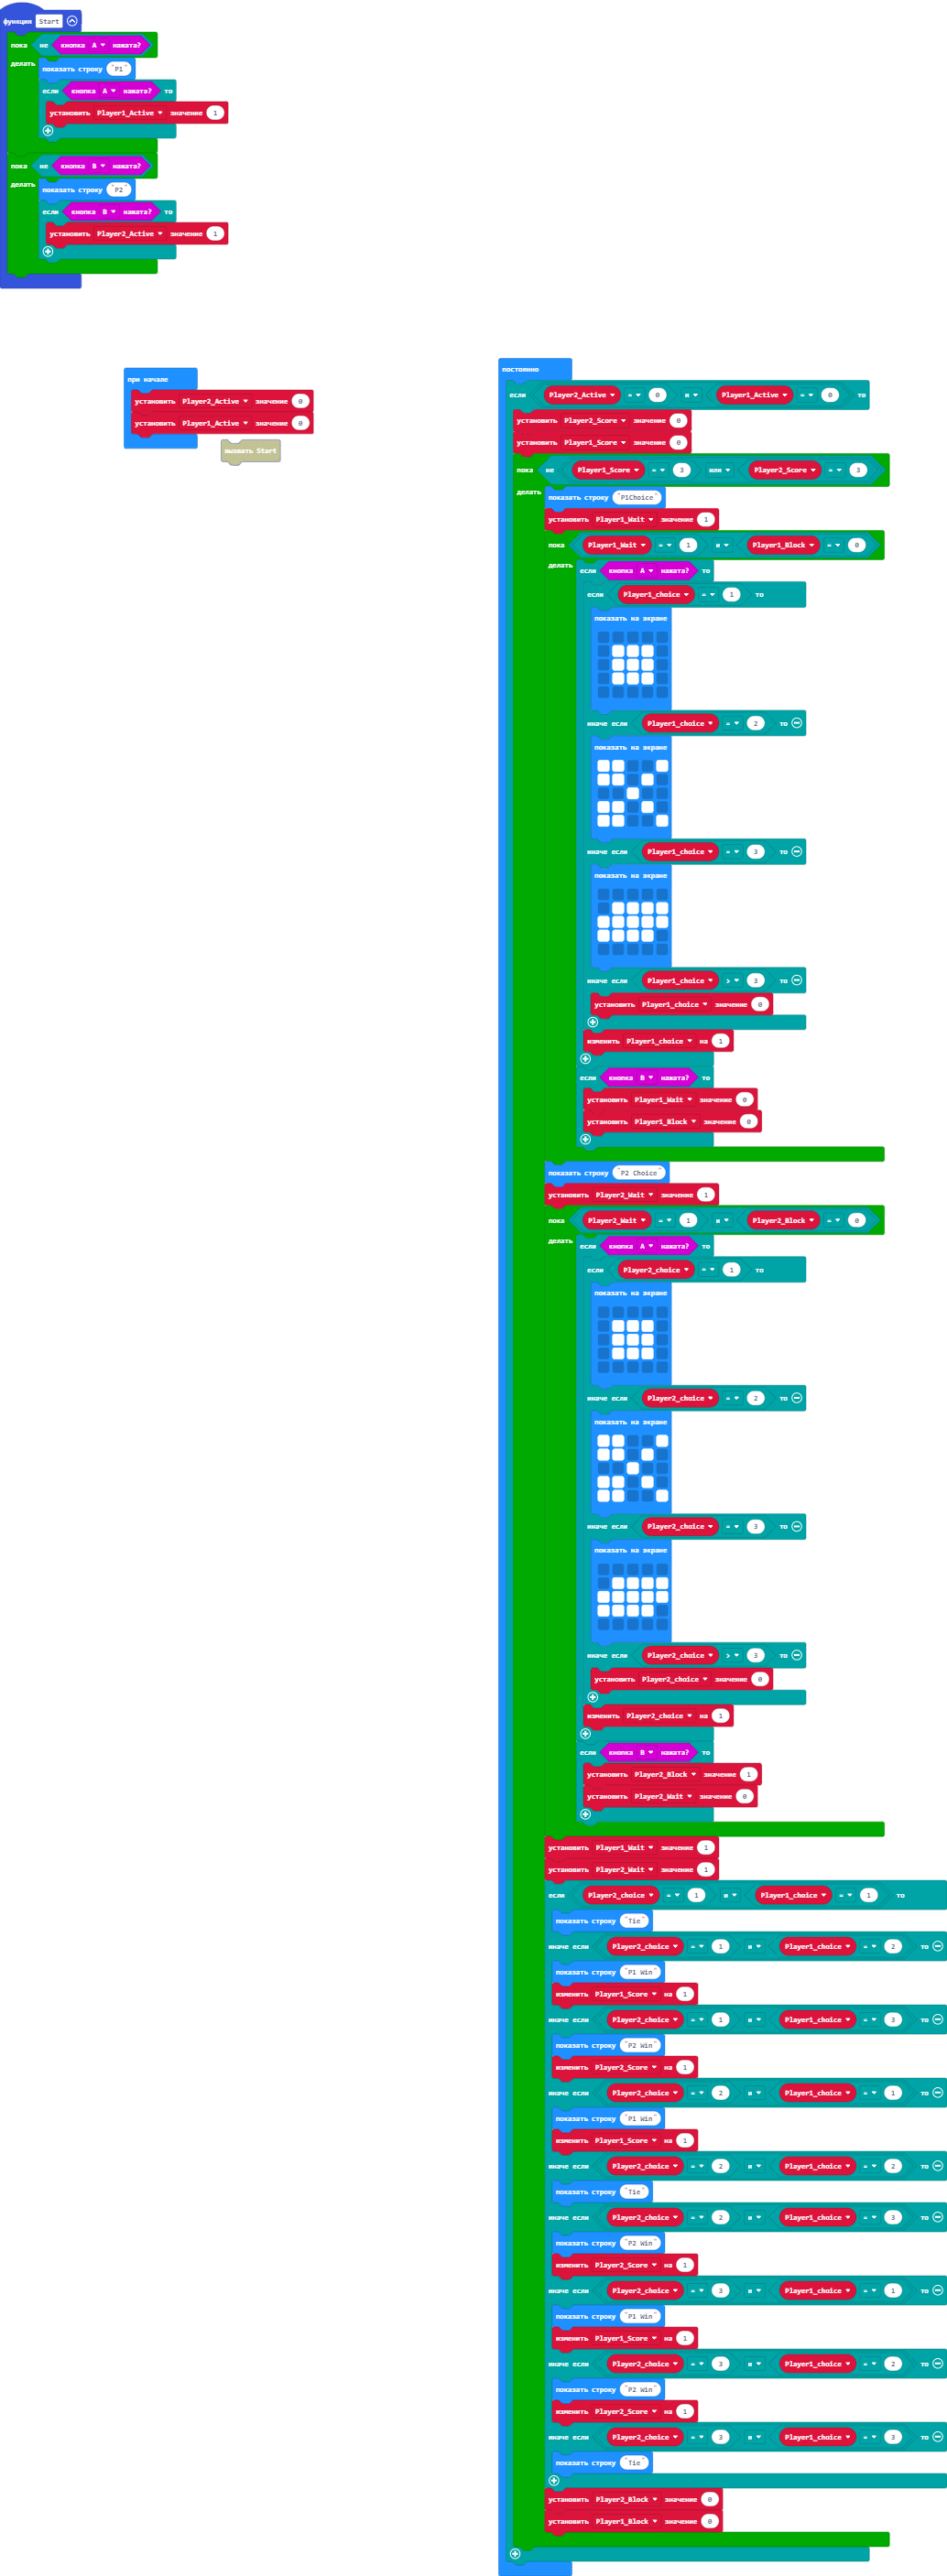 функция Start
пока не кнопка A нажата?
делать
показать строку "P1"
если кнопка A нажата? то
установить Player1_Active значение 1
пока не кнопка B нажата?
делать
показать строку "P2"
если кнопка B нажата? то
установить Player2_Active значение 1
при начале
установить Player2_Active значение 0
установить Player1_Active значение 0
вызвать Start
постоянно
если Player2_Active = 0 и Player1_Active = 0 то
установить Player2_Score значение 0
установить Player1_Score значение 0
пока не Player1_Score = 3 или Player2_Score = 3
делать
показать строку "P1Choice"
установить Player1_Wait значение 1
пока Player1_Wait = 1 и Player1_Block = 0
делать
если кнопка A нажата? то
если Player1_choice = 1 то
показать на экране
иначе если Player1_choice = 2 то
показать на экране
иначе если Player1_choice = 3 то
показать на экране
иначе если Player1_choice > 3 то
установить Player1_choice значение 0
изменить Player1_choice на 1
если кнопка B нажата? то
установить Player1_Wait значение 0
установить Player1_Block значение 0
показать строку "P2 Choice"
установить Player2_Wait значение 1
пока Player2_Wait = 1 и Player2_Block = 0
делать
если кнопка A нажата? то
если Player2_choice = 1 то
показать на экране
иначе если Player2_choice = 2 то
показать на экране
иначе если Player2_choice = 3 то
показать на экране
иначе если Player2_choice > 3 то
установить Player2_choice значение 0
изменить Player2_choice на 1
если кнопка B нажата? то
установить Player2_Block значение 1
установить Player2_Wait значение 0
установить Player1_Wait значение 1
установить Player2_Wait значение 1
если Player2_choice = 1 и Player1_choice = 1 то
показать строку "Tie"
иначе если Player2_choice = 1 и Player1_choice = 2 то
показать строку "P1 Win"
изменить Player1_Score на 1
иначе если Player2_choice = 1 и Player1_choice = 3 то
показать строку "P2 Win"
изменить Player2_Score на 1
иначе если Player2_choice = 2 и Player1_choice = 1 то
показать строку "P1 Win"
изменить Player1_Score на 1
иначе если Player2_choice = 2 и Player1_choice = 2 то
показать строку "Tie"
иначе если Player2_choice = 2 и Player1_choice = 3 то
показать строку "P2 Win"
изменить Player2_Score на 1
иначе если Player2_choice = 3 и Player1_choice = 1 то
показать строку "P1 Win"
изменить Player1_Score на 1
иначе если Player2_choice = 3 и Player1_choice = 2 то
показать строку "P2 Win"
изменить Player2_Score на 1
иначе если Player2_choice = 3 и Player1_choice = 3 то
показать строку "Tie"
установить Player2_Block значение 0
установить Player1_Block значение 0